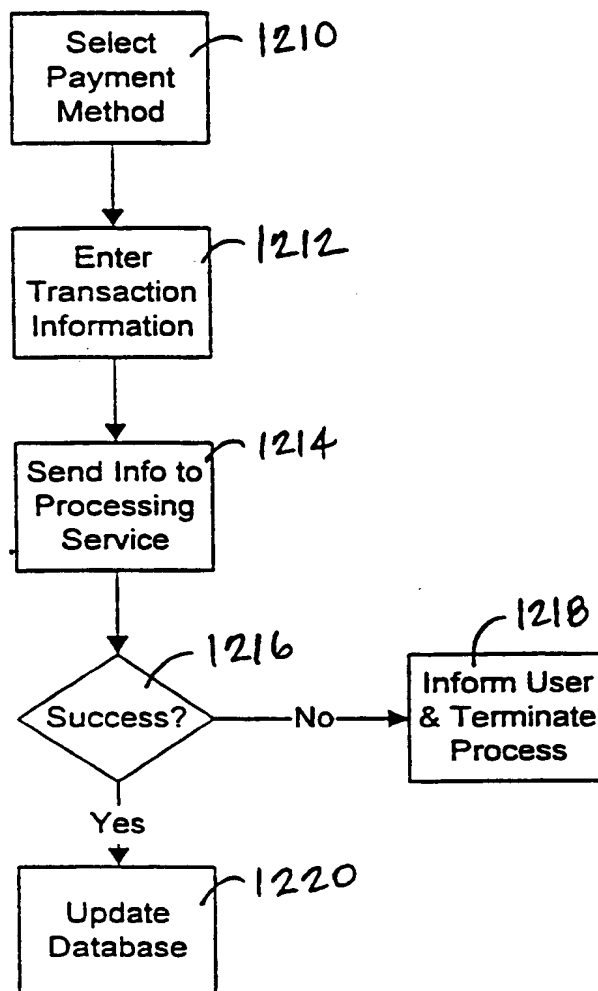 Select
Payment
Method
1210
Enter
Transaction
Information
1212
Send Info to
Processing
Service
1214
Success?
1216
No
Inform User
& Terminate
Process
1218
Yes
Update
Database
1220